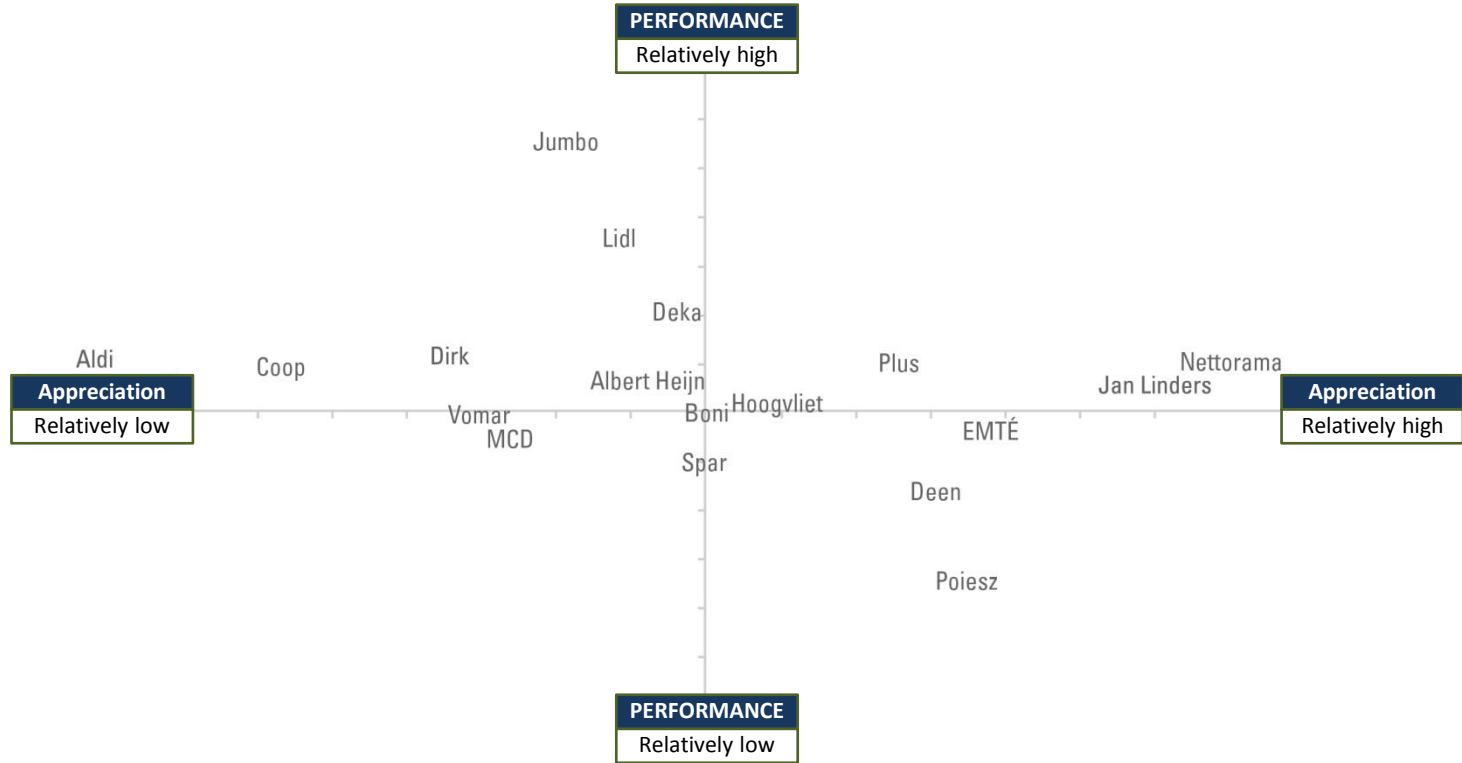 PERFORMANCE
Relatively high
Jumbo
Lidl
Deka
Aldi
Coop
Dirk
Albert Heijn
Plus
Nettorama
Jan Linders
Appreciation
Relatively low
Vomar
MCD
Boni
Hoogvliet
EMTÉ
Appreciation
Relatively high
Spar
Deen
Poiesz
PERFORMANCE
Relatively low